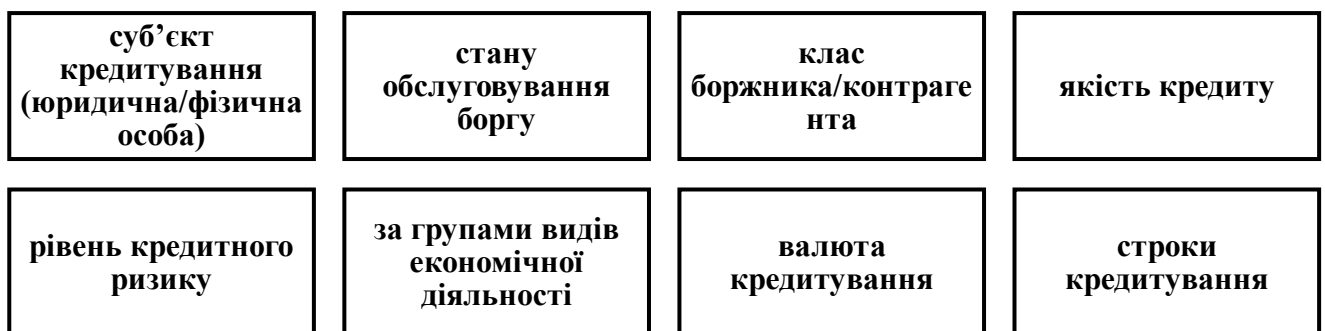 суб’єкт
кредитування
(юридична/фізична
особа)
стану
обслуговування
боргу
клас
боржника/контраге
нта
якість кредиту
рівень кредитного
ризику
за групами видів
економічної
діяльності
валюта
кредитування
строки
кредитування